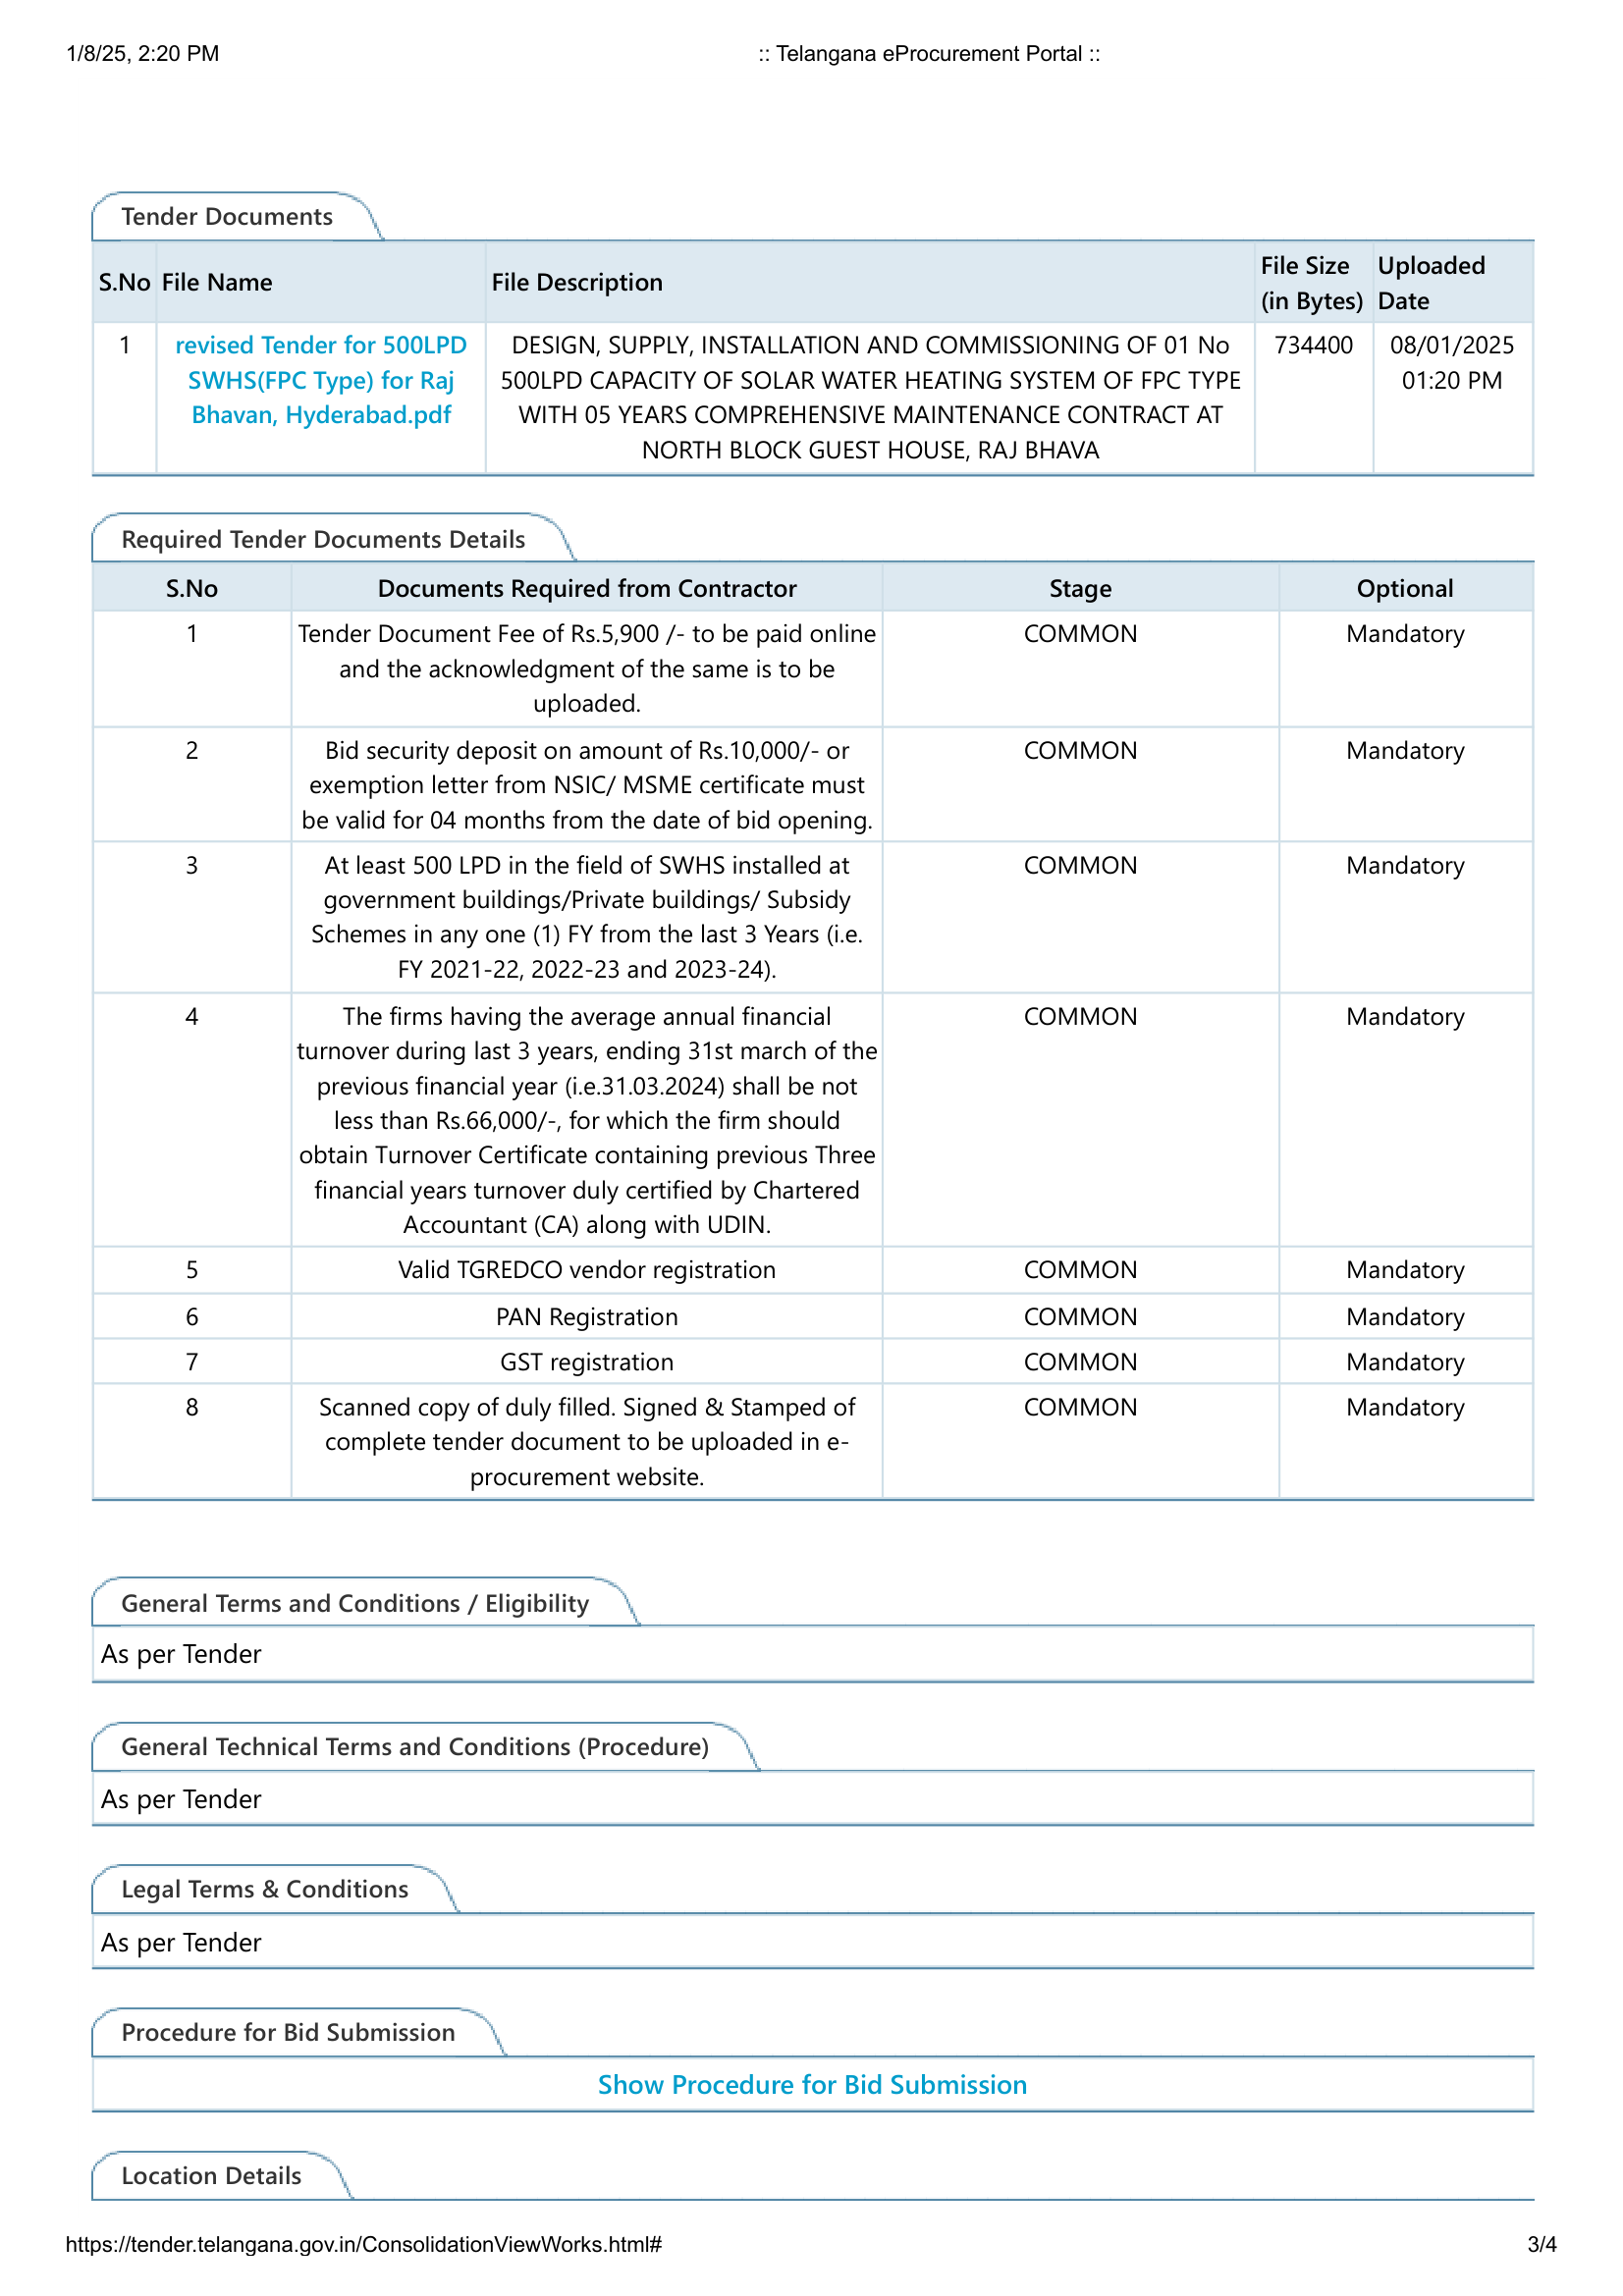 1/8/25, 2:20 PM
:: Telangana eProcurement Portal ::
Tender Documents
S.No
File Name
File Description
File Size
(in Bytes)
Uploaded
Date
1
revised Tender for 500LPD
SWHS(FPC Type) for Raj
Bhavan, Hyderabad.pdf
DESIGN, SUPPLY, INSTALLATION AND COMMISSIONING OF 01 No
500LPD CAPACITY OF SOLAR WATER HEATING SYSTEM OF FPC TYPE
WITH 05 YEARS COMPREHENSIVE MAINTENANCE CONTRACT AT
NORTH BLOCK GUEST HOUSE, RAJ BHAVA
734400
08/01/2025
01:20 PM
Required Tender Documents Details
S.No
Documents Required from Contractor
Stage
Optional
1
Tender Document Fee of Rs.5,900 /- to be paid online
and the acknowledgment of the same is to be
uploaded.
COMMON
Mandatory
2
Bid security deposit on amount of Rs.10,000/- or
exemption letter from NSIC/ MSME certificate must
be valid for 04 months from the date of bid opening.
COMMON
Mandatory
3
At least 500 LPD in the field of SWHS installed at
government buildings/Private buildings/ Subsidy
Schemes in any one (1) FY from the last 3 Years (i.e.
FY 2021-22, 2022-23 and 2023-24).
COMMON
Mandatory
4
The firms having the average annual financial
turnover during last 3 years, ending 31st march of the
previous financial year (i.e.31.03.2024) shall be not
less than Rs.66,000/-, for which the firm should
obtain Turnover Certificate containing previous Three
financial years turnover duly certified by Chartered
Accountant (CA) along with UDIN.
COMMON
Mandatory
5
Valid TGREDCO vendor registration
COMMON
Mandatory
6
PAN Registration
COMMON
Mandatory
7
GST registration
COMMON
Mandatory
8
Scanned copy of duly filled. Signed & Stamped of
complete tender document to be uploaded in e-
procurement website.
COMMON
Mandatory
General Terms and Conditions / Eligibility
As per Tender
General Technical Terms and Conditions (Procedure)
As per Tender
Legal Terms & Conditions
As per Tender
Procedure for Bid Submission
Show Procedure for Bid Submission
Location Details
https://tender.telangana.gov.in/ConsolidationViewWorks.html#
3/4